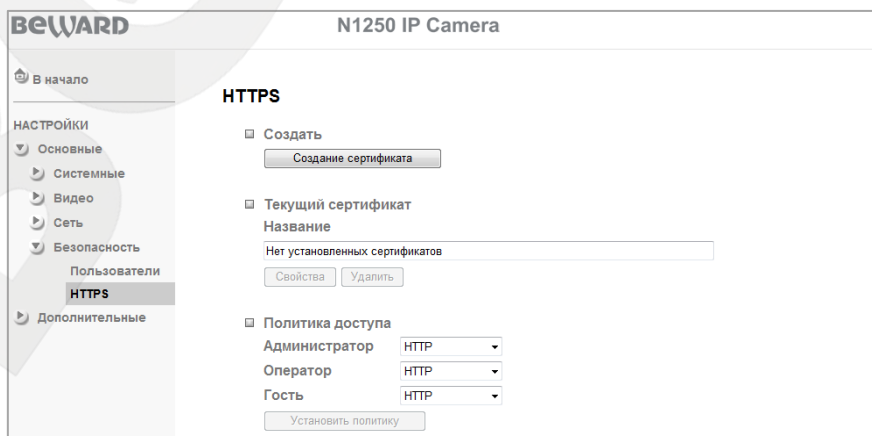 BEWARD
N1250 IP Camera
В начало
НАСТРОЙКИ
Основные
Системные
Видео
Сеть
Безопасность
Пользователи
HTTPS
Дополнительные
HTTPS
Создать
Создание сертификата
Текущий сертификат
Название
Нет установленных сертификатов
Свойства Удалить
Политика доступа
Администратор HTTP
Оператор HTTP
Гость HTTP
Установить политику